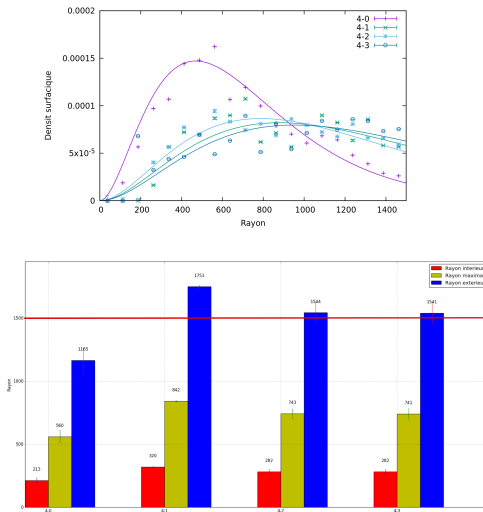 0.0002
0.00015
0.0001
5x10-5
0
Densit surfacique
4-0
4-1
4-2
4-3
0 200 400 600 800 1000 1200 1400
Rayon
Rayon interieur
Rayon maximal
Rayon exterieur
1751
1544
1541
1500
1165
1000
Rayon
842
743
741
560
500
320
282
282
213
0
4-0 4-1 4-2 4-3